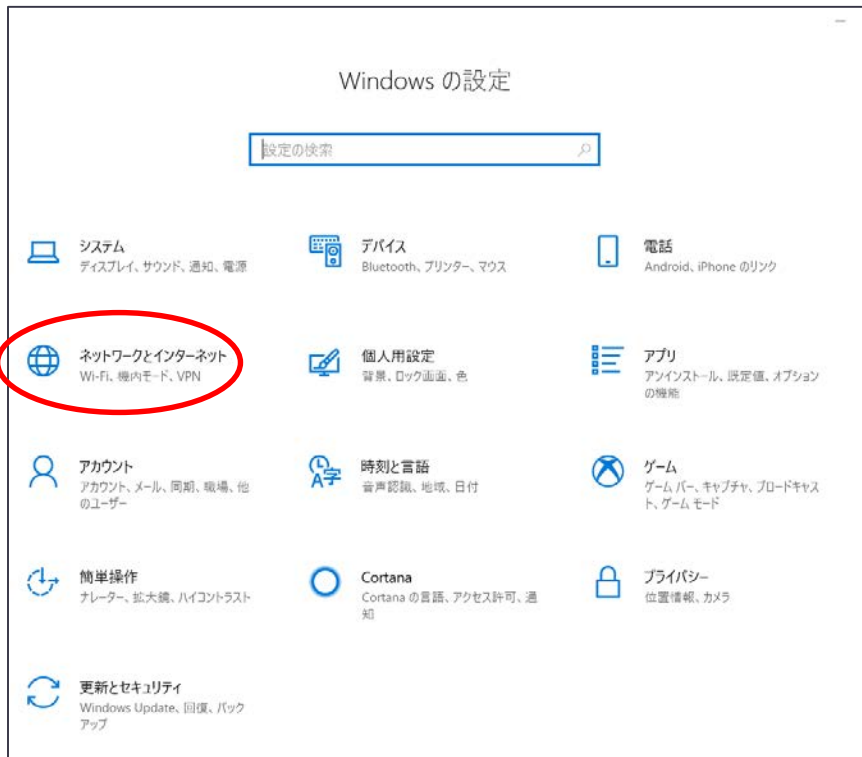 Windows の設定
設定の検索
システム
ディスプレイ、サウンド、通知、電源
デバイス
Bluetooth、プリンター、マウス
電話
Android、iPhone のリンク
ネットワークとインターネット
Wi-Fi、機内モード、VPN
個人用設定
背景、ロック画面、色
アプリ
アンインストール、既定値、オプション
の機能
アカウント
アカウント、メール、同期、職場、他
のユーザー
時刻と言語
音声認識、地域、日付
ゲーム
ゲーム バー、キャプチャ、ブロードキャス
ト、ゲーム モード
簡単操作
ナレーター、拡大鏡、ハイコントラスト
Cortana
Cortana の言語、アクセス許可、通
知
プライバシー
位置情報、カメラ
更新とセキュリティ
Windows Update、回復、バック
アップ